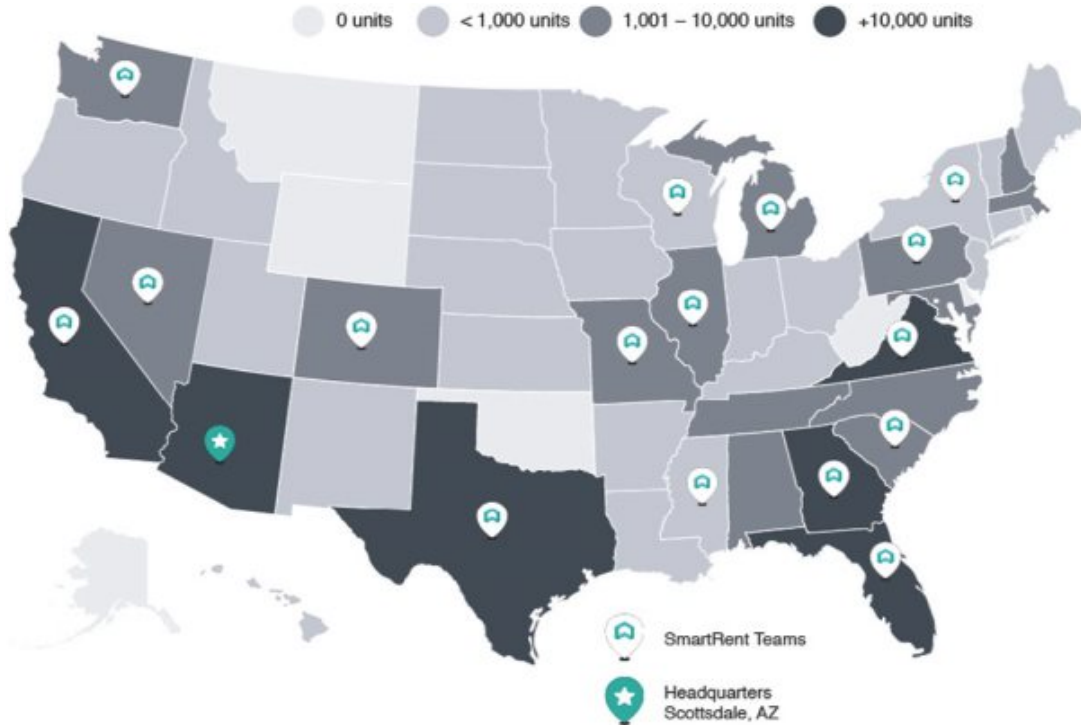 0 units
< 1,000 units
1,001 – 10,000 units
+10,000 units
SmartRent Teams
Headquarters
Scottsdale, AZ